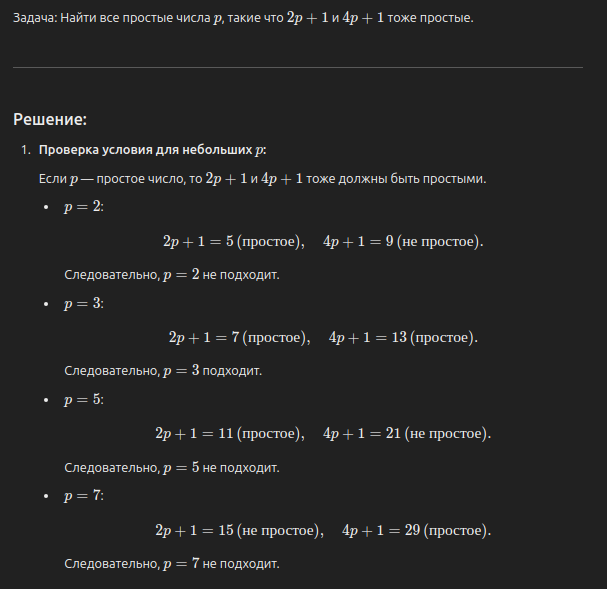 Задача: Найти все простые числа p, такие что 2p + 1 и 4p + 1 тоже простые.
Решение:
1. Проверка условия для небольших p:
Если p — простое число, то 2p + 1 и 4p + 1 тоже должны быть простыми.
• p = 2:
2p + 1 = 5 (простое), 4p + 1 = 9 (не простое).
Следовательно, p = 2 не подходит.
• p = 3:
2p + 1 = 7 (простое), 4p + 1 = 13 (простое).
Следовательно, p = 3 подходит.
• p = 5:
2p + 1 = 11 (простое), 4p + 1 = 21 (не простое).
Следовательно, p = 5 не подходит.
• p = 7:
2p + 1 = 15 (не простое), 4p + 1 = 29 (простое).
Следовательно, p = 7 не подходит.